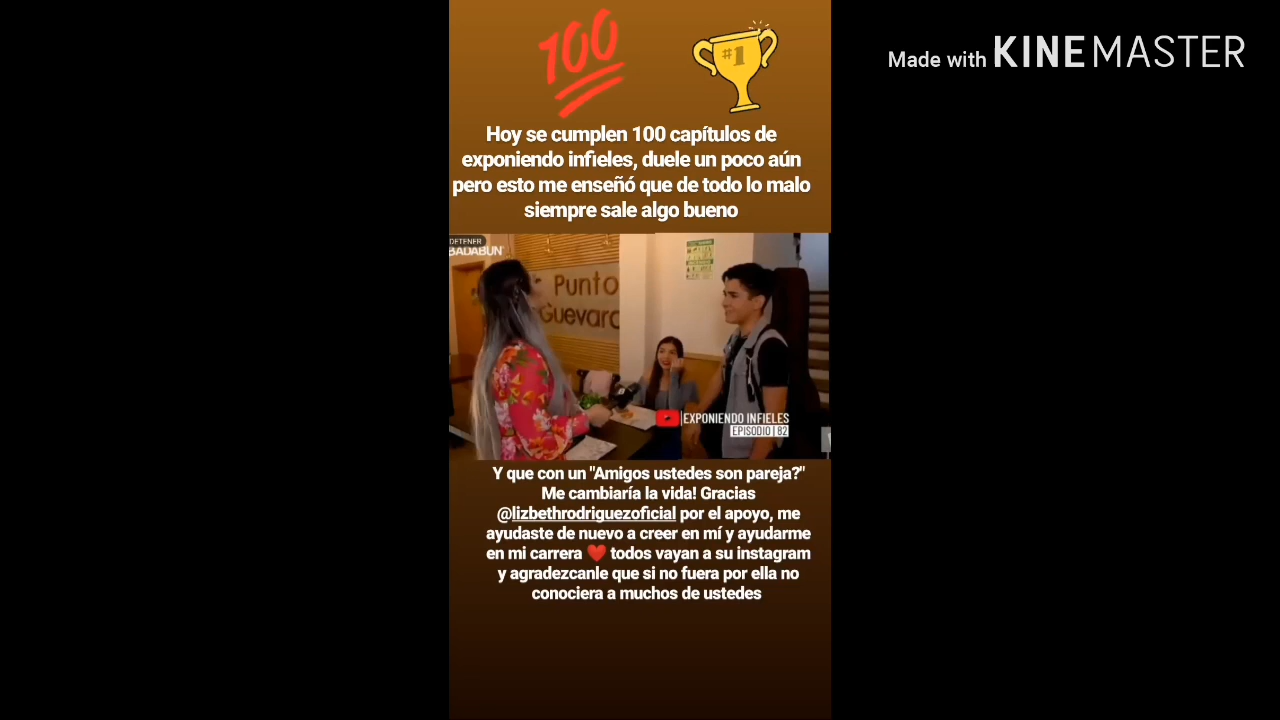 100
#1
Made with KINEMASTER
Hoy se cumplen 100 capítulos de
exponiendo infieles, duele un poco aún
pero esto me enseñó que de todo lo malo
siempre sale algo bueno
DETENER
BADABUN
Punto
Guevara
EXPONIENDO INFIELES
EPISODIO | 82
Y que con un "Amigos ustedes son pareja?"
Me cambiaría la vida! Gracias
@lizbethrodriguezoficial por el apoyo, me
ayudaste de nuevo a creer en mí y ayudarme
en mi carrera ❤️ todos vayan a su instagram
y agradezcanle que si no fuera por ella no
conociera a muchos de ustedes